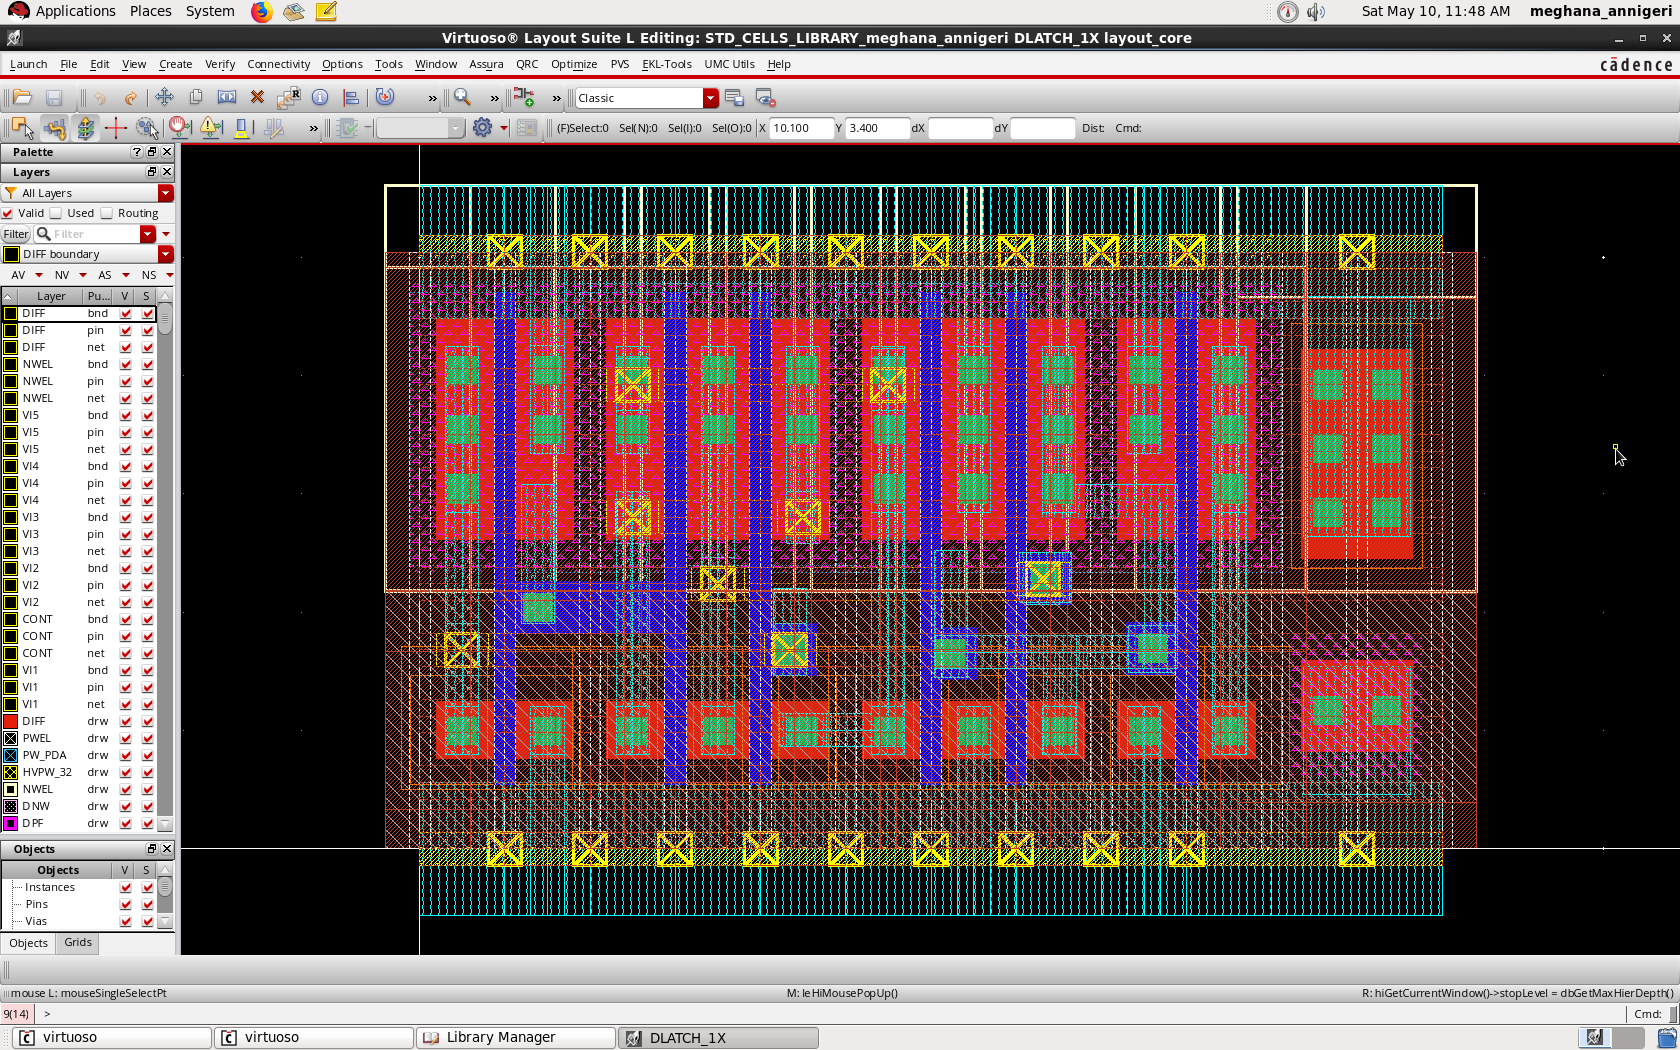 Applications Places System Sat May 10, 11:48 AM meghana_annigeri
Virtuoso® Layout Suite L Editing: STD_CELLS_LIBRARY_meghana_annigeri DLATCH_1X layout_core
Launch File Edit View Create Verify Connectivity Options Tools Window Assura QRC Optimize PVS EKL-Tools UMC Utils Help cādence
» » » Classic
» (F)Select:0 Sel(N):0 Sel(I):0 Sel(O):0 X 10.100 Y 3.400 dX dY Dist: Cmd:
Palette ?
Layers
All Layers
Valid Used Routing
Filter Filter
DIFF boundary
AV NV AS NS
Layer Pu... V S
DIFF bnd
DIFF pin
DIFF net
NWEL bnd
NWEL pin
NWEL net
VI5 bnd
VI5 pin
VI5 net
VI4 bnd
VI4 pin
VI4 net
VI3 bnd
VI3 pin
VI3 net
VI2 bnd
VI2 pin
VI2 net
CONT bnd
CONT pin
CONT net
VI1 bnd
VI1 pin
VI1 net
DIFF drw
PWEL drw
PW_PDA drw
HVPW_32 drw
NWEL drw
DNW drw
DPF drw
Objects
Objects V S
Instances
Pins
Vias
Objects Grids
mouse L: mouseSingleSelectPt M: leHiMousePopUp() R: hiGetCurrentWindow()->stopLevel = dbGetMaxHierDepth()
9(14) > Cmd:
virtuoso virtuoso Library Manager DLATCH_1X